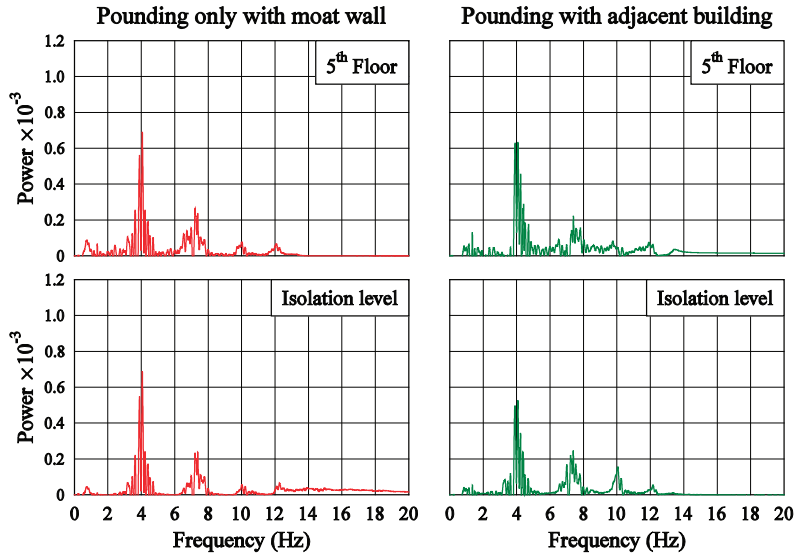 Pounding only with moat wall
Pounding with adjacent building
1.2
1.0
0.8
0.6
0.4
0.2
0
Power ×10⁻³
5th Floor
5th Floor
1.2
1.0
0.8
0.6
0.4
0.2
0
Power ×10⁻³
Isolation level
Isolation level
0 2 4 6 8 10 12 14 16 18 20
0 2 4 6 8 10 12 14 16 18 20
Frequency (Hz)
Frequency (Hz)